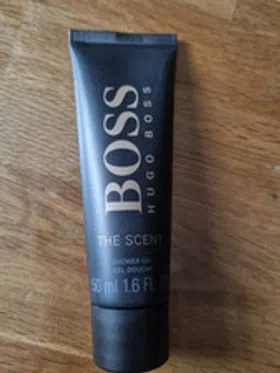 BOSS
HUGO BOSS
THE SCENT
SHOWER GEL
GEL DOUCHE
50 ml 1.6 FL